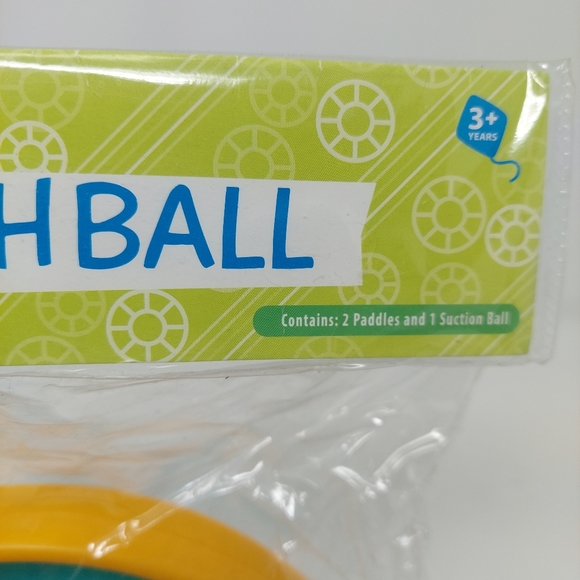 3+
YEARS
H BALL
Contains: 2 Paddles and 1 Suction Ball